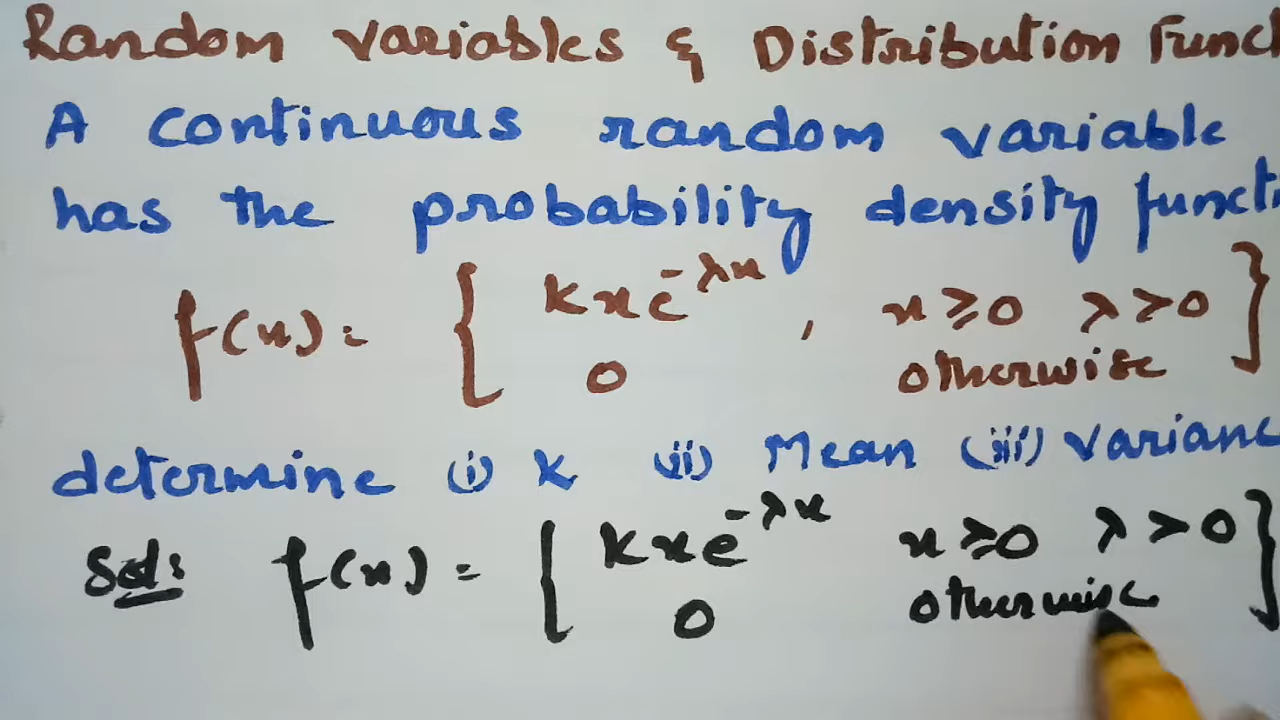 Random variables & Distribution Funct
A continuous random variable
has the probability density functi
f(x) = { kxe^-λx , x ≥ 0 λ > 0 }
0 otherwise
determine (i) K (ii) Mean (iii) varianc
Sol: f(x) = { kxe^-λx x ≥ 0 λ > 0 }
0 otherwise